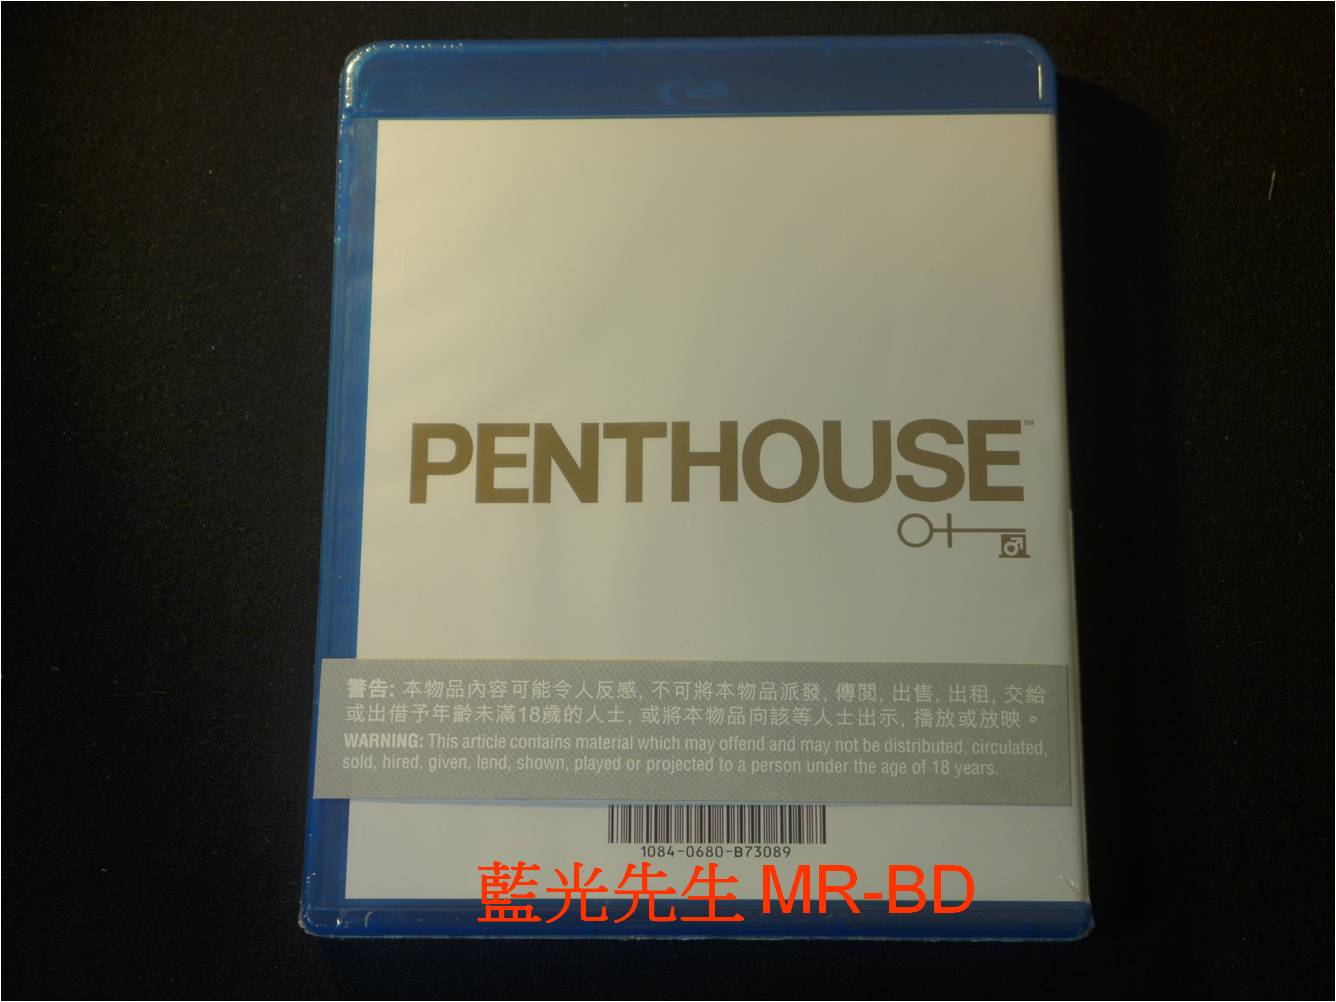 PENTHOUSE™
警告: 本物品內容可能令人反感, 不可將本物品派發, 傳閱, 出售, 出租, 交給
或出借予年齡未滿18歲的人士, 或將本物品向該等人士出示, 播放或放映。
WARNING: This article contains material which may offend and may not be distributed, circulated,
sold, hired, given, lend, shown, played or projected to a person under the age of 18 years.
1084-0680-B73089
藍光先生 MR-BD